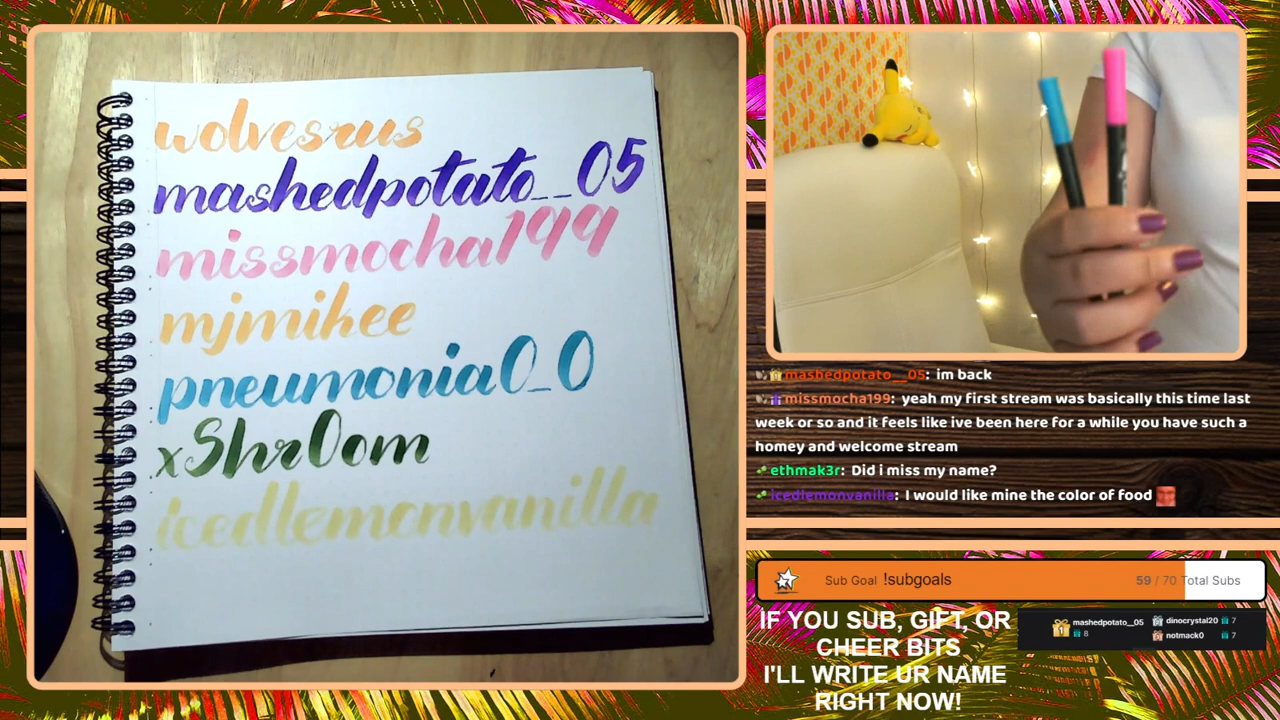 wolvesrus
mashedpotato__05
missmocha199
mjmikee
pneumonia0_0
xShr0om
icedlemonvanilla
mashedpotato__05: im back
missmocha199: yeah my first stream was basically this time last
week or so and it feels like ive been here for a while you have such a
homey and welcome stream
ethmak3r: Did i miss my name?
icedlemonvanilla: I would like mine the color of food
Sub Goal !subgoals 59 / 70 Total Subs
IF YOU SUB, GIFT, OR
CHEER BITS
I'LL WRITE UR NAME
RIGHT NOW!
1 mashedpotato__05 8
dinocrystal20 7
notmack0 7